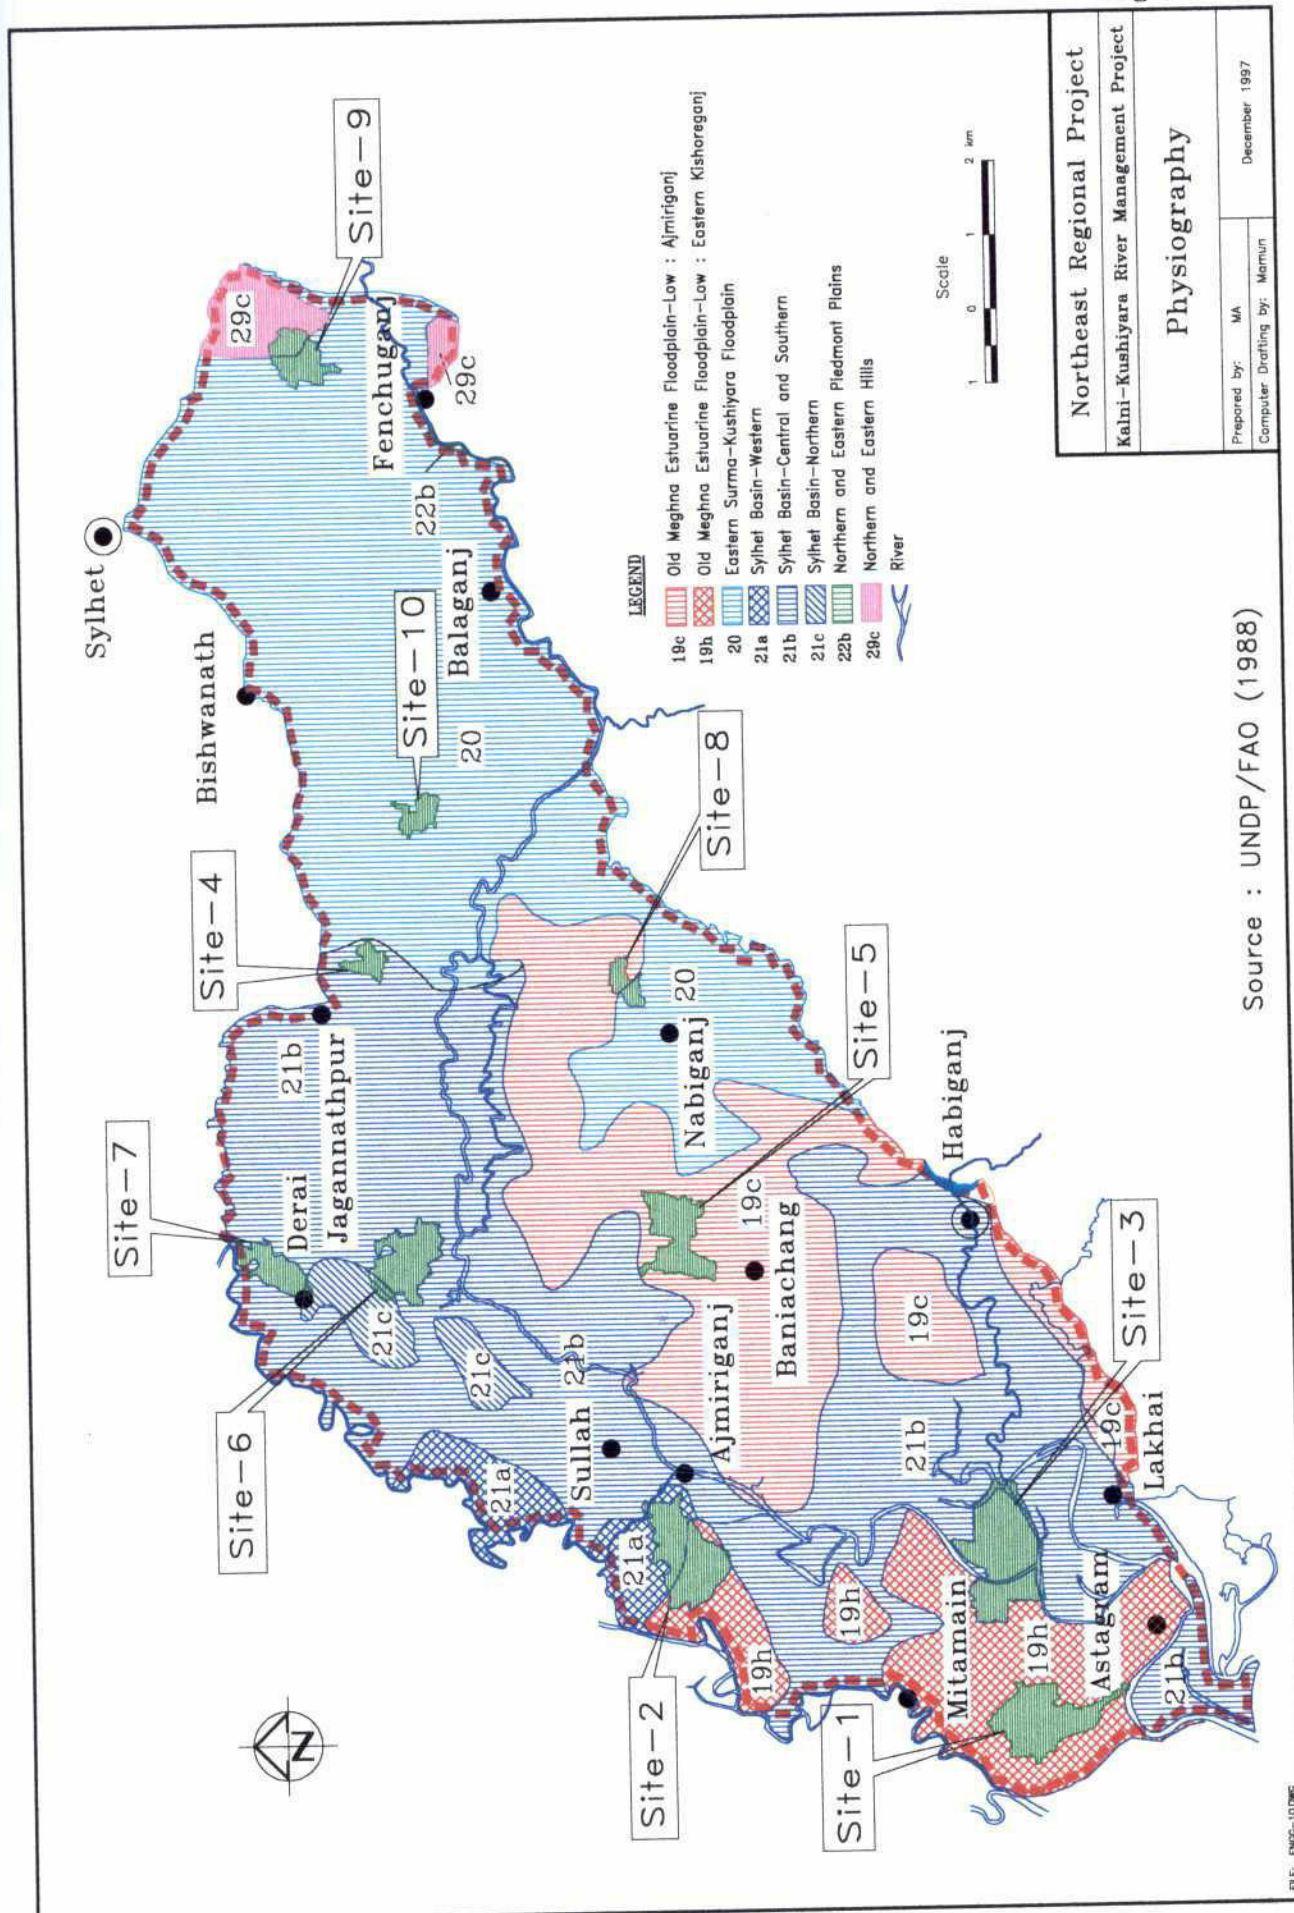 Sylhet
Bishwanath
Site-9
29c
Fenchuganj
29c
22b
Balaganj
Site-10
20
Site-8
Site-4
20
Nabiganj
Site-5
Habiganj
21b
Jagannathpur
Derai
Site-7
19c
Baniachang
19c
Site-3
21c
21c
21b
Ajmiriganj
21b
19c
Lakhai
Site-6
Sullah
21a
21a
19h
19h
19h
Mitamain
Astagram
21b
Site-2
Site-1
N
LEGEND
19c Old Meghna Estuarine Floodplain-Low : Ajmiriganj
19h Old Meghna Estuarine Floodplain-Low : Eastern Kishoreganj
20 Eastern Surma-Kushiyara Floodplain
21a Sylhet Basin-Western
21b Sylhet Basin-Central and Southern
21c Sylhet Basin-Northern
22b Northern and Eastern Piedmont Plains
29c Northern and Eastern Hills
River
Scale
1 0 1 2 km
Source : UNDP/FAO (1988)
Northeast Regional Project
Kalni-Kushiyara River Management Project
Physiography
Prepared by: MA
Computer Drafting by: Mamun
December 1997